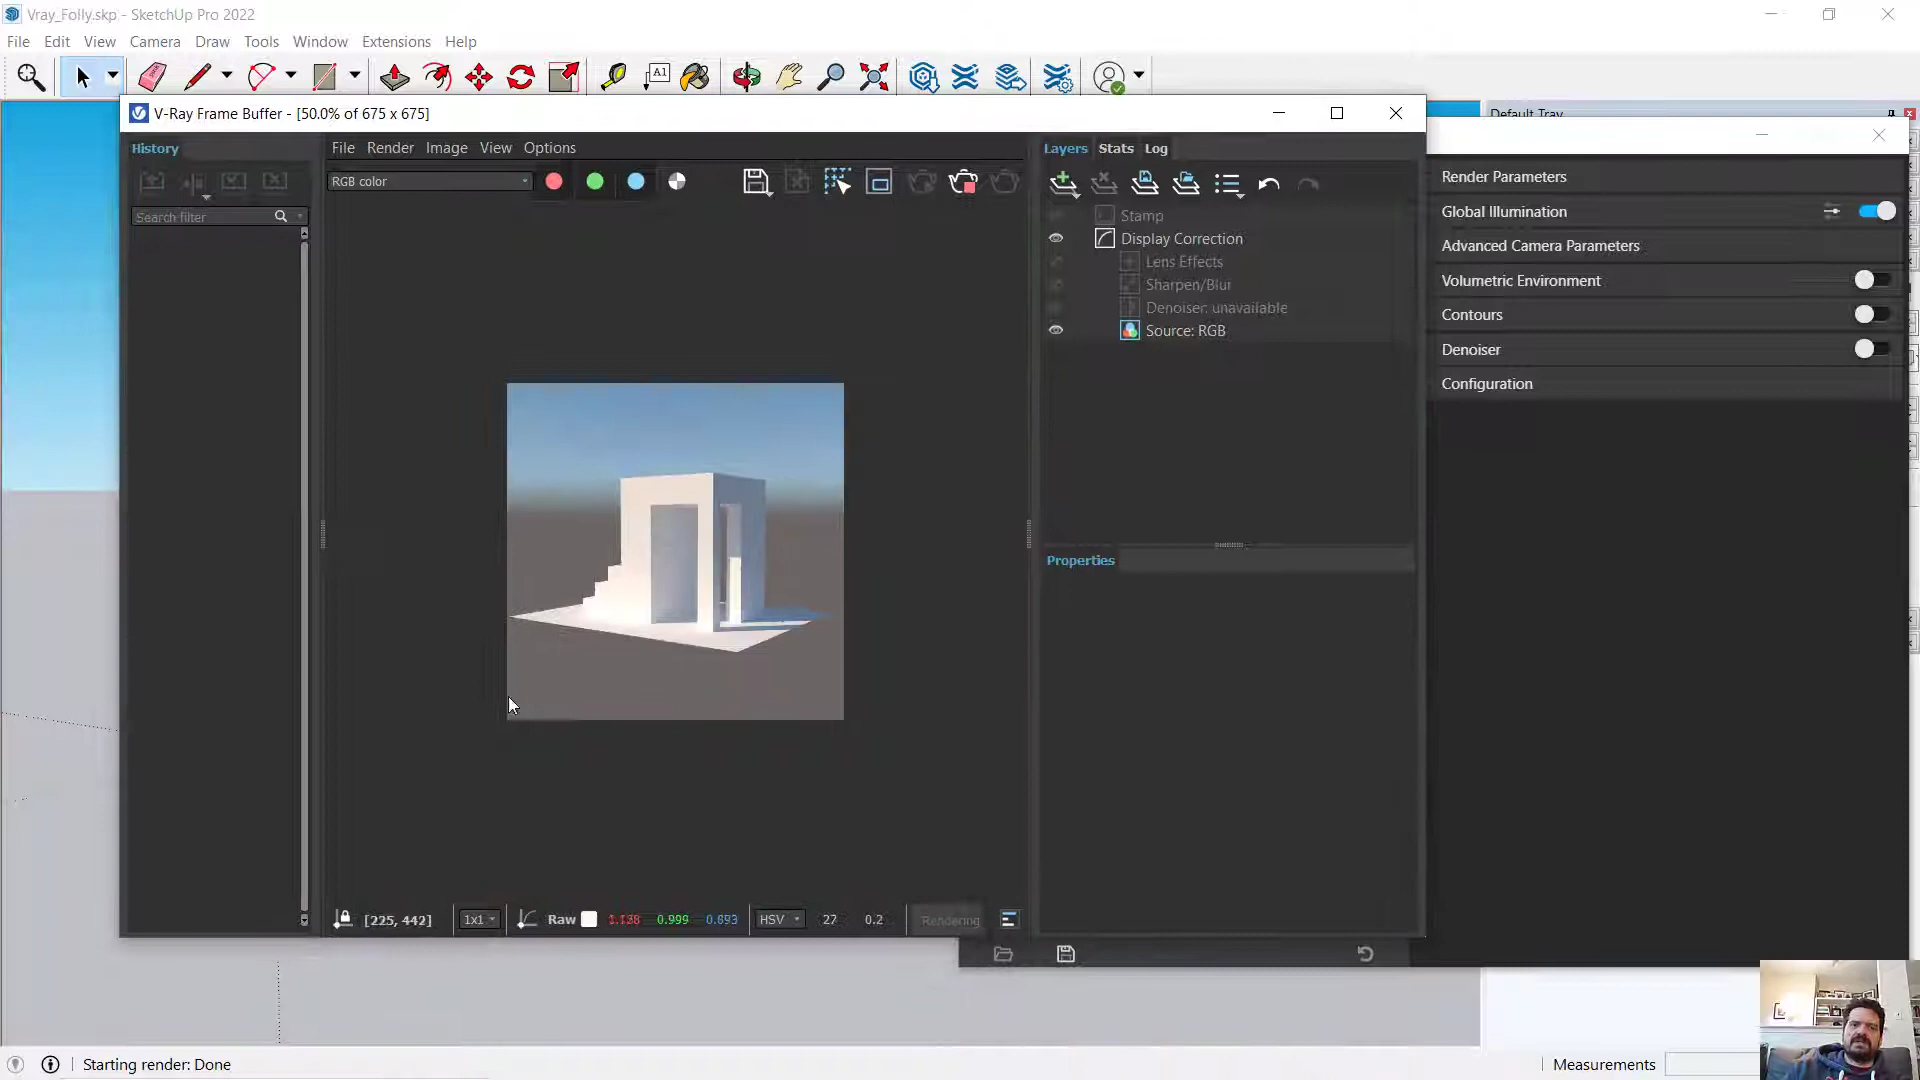 Vray_Folly.skp - SketchUp Pro 2022
File Edit View Camera Draw Tools Window Extensions Help
A1
V-Ray Frame Buffer - [50.0% of 675 x 675]
Default Tray
History
File Render Image View Options
Layers Stats Log
RGB color
Search filter
Stamp
Display Correction
Lens Effects
Sharpen/Blur
Denoiser: unavailable
Source: RGB
Render Parameters
Global Illumination
Advanced Camera Parameters
Volumetric Environment
Contours
Denoiser
Configuration
Properties
[225, 442] 1x1 Raw 0.999 HSV 27 0.2 Rendering
Starting render: Done
Measurements